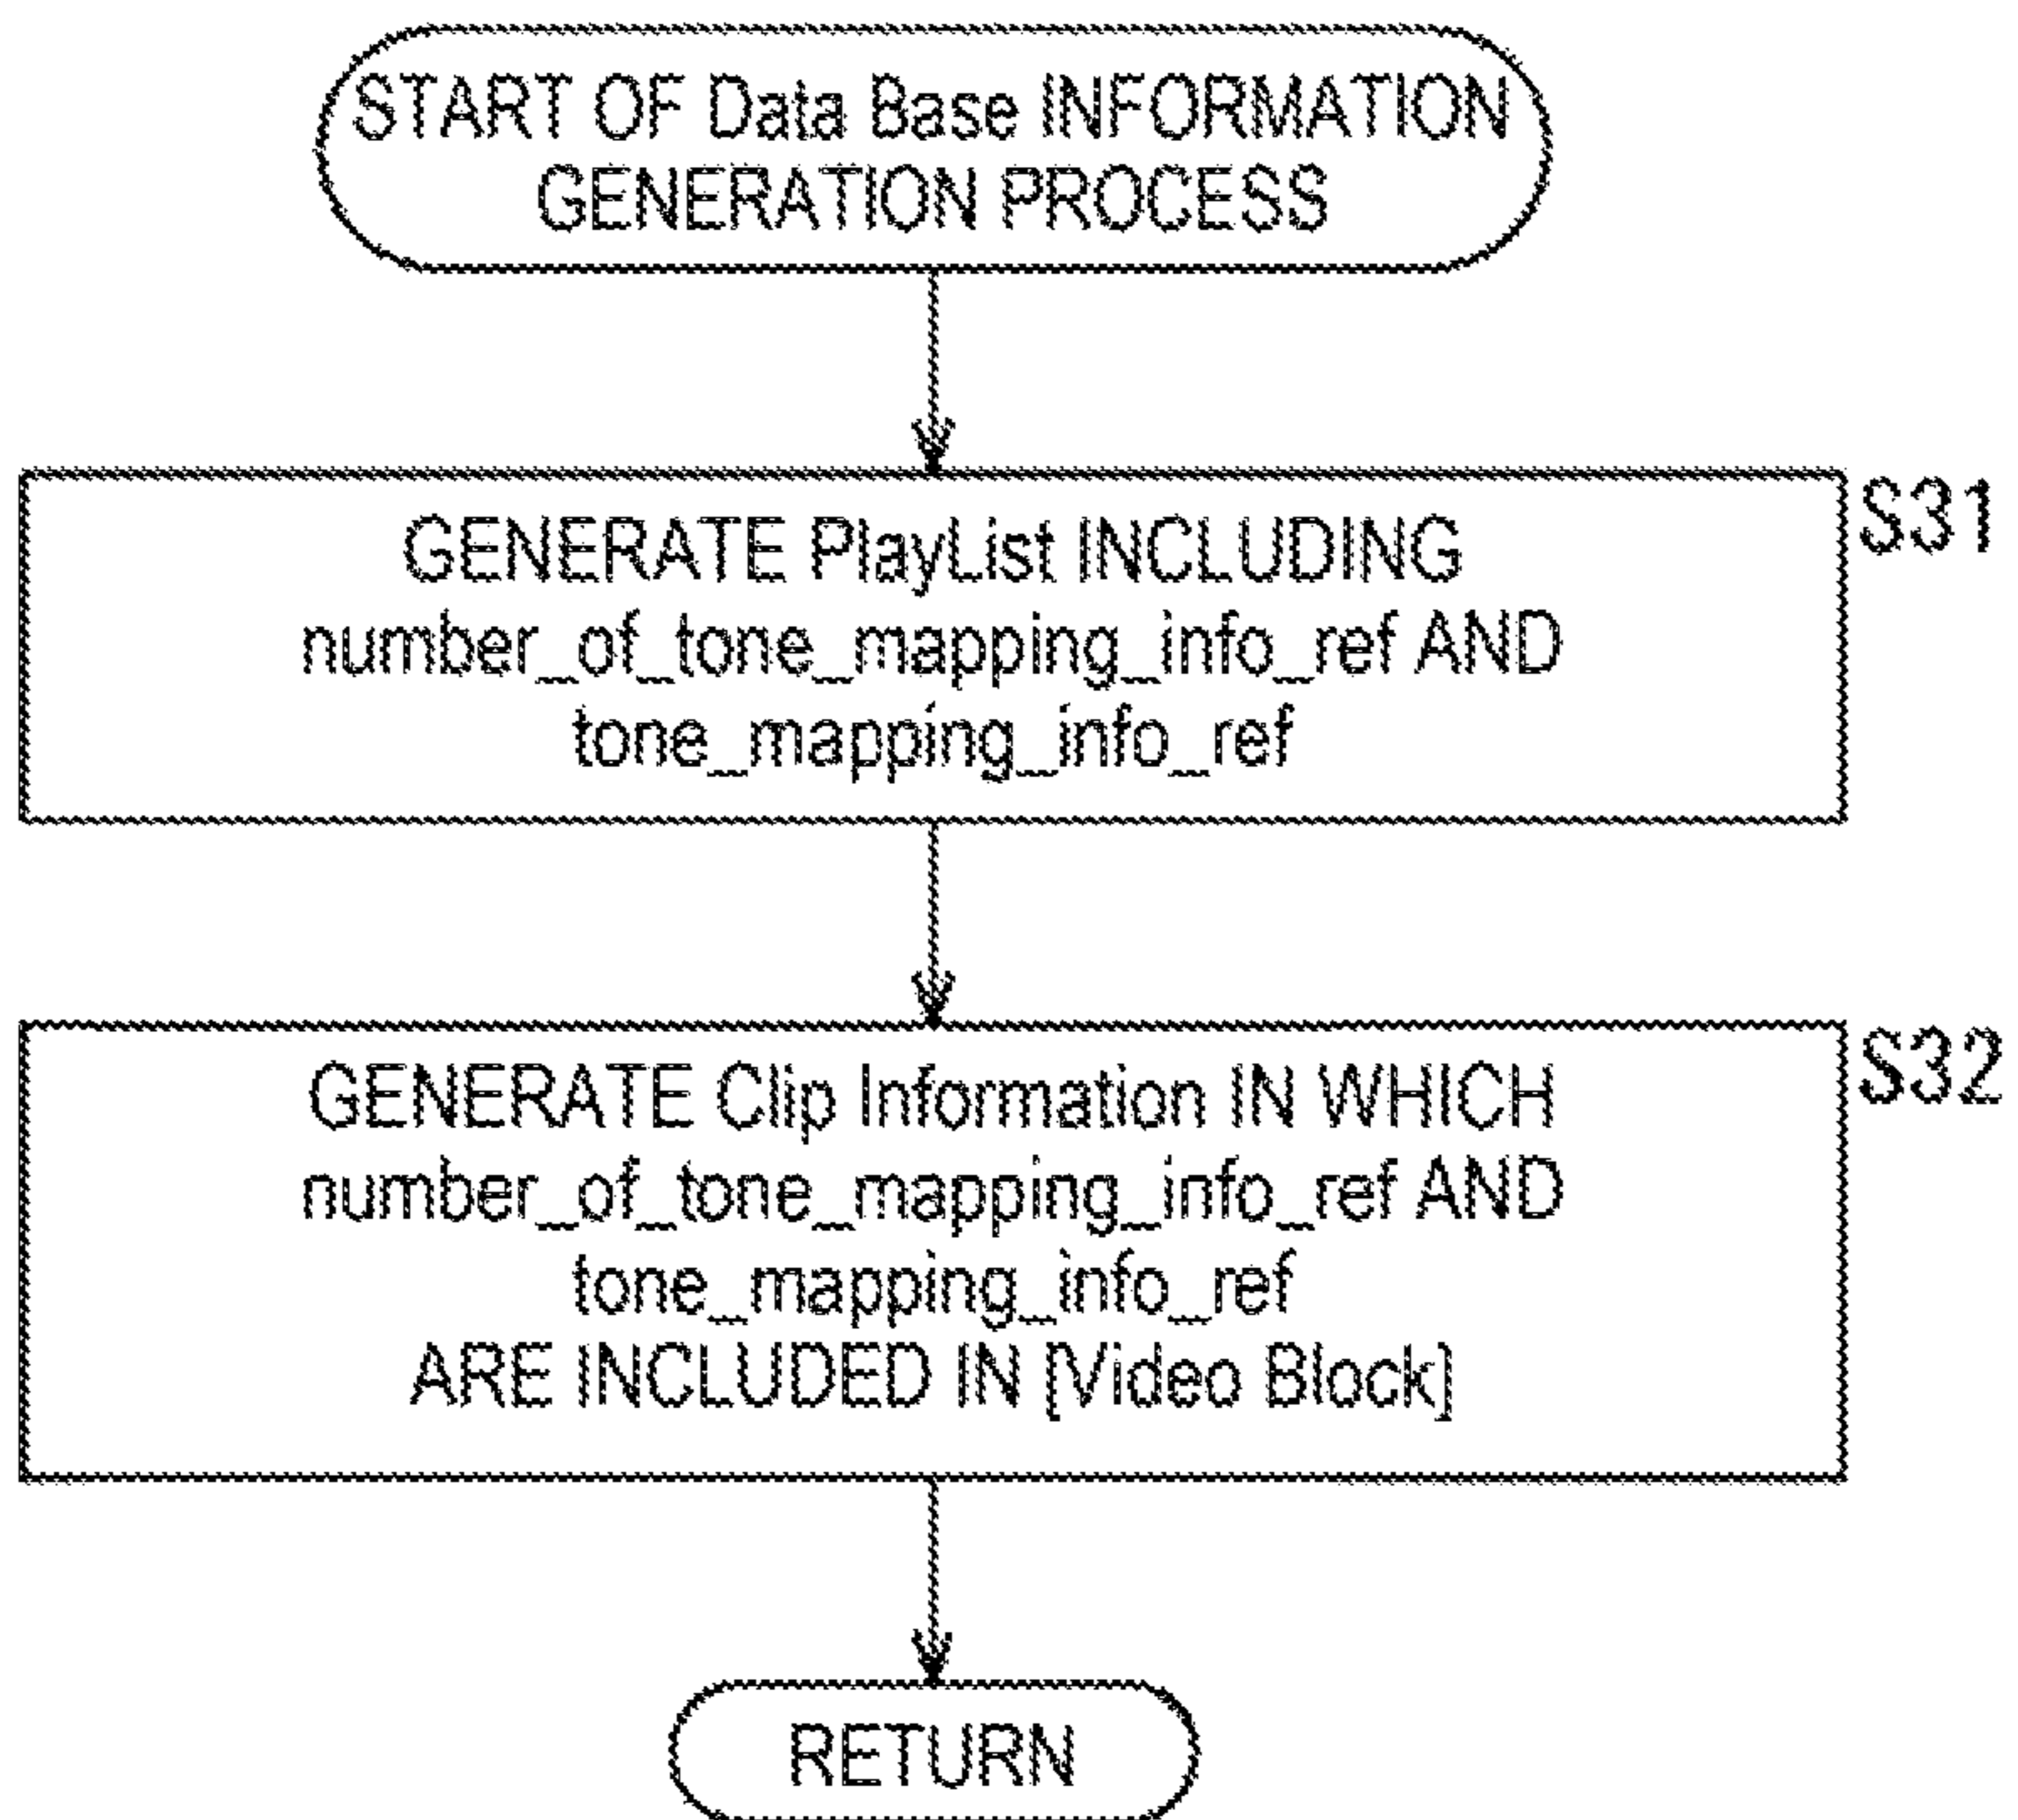 START OF Data Base INFORMATION
GENERATION PROCESS
S31
GENERATE PlayList INCLUDING
number_of_tone_mapping_info_ref AND
tone_mapping_info_ref
S32
GENERATE Clip Information IN WHICH
number_of_tone_mapping_info_ref AND
tone_mapping_info_ref
ARE INCLUDED IN [Video Block]
RETURN